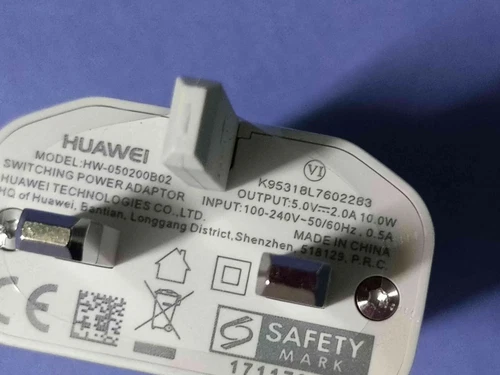 HUAWEI
MODEL:HW-050200B02
SWITCHING POWER ADAPTOR
HUAWEI TECHNOLOGIES CO.,LTD.
HQ of Huawei, Bantian, Longgang District, Shenzhen, 518129, P.R.C.
VI
K95318L7602283
OUTPUT:5.0V⎓2.0A 10.0W
INPUT:100-240V~50/60Hz, 0.5A
MADE IN CHINA
CE
SAFETY
MARK